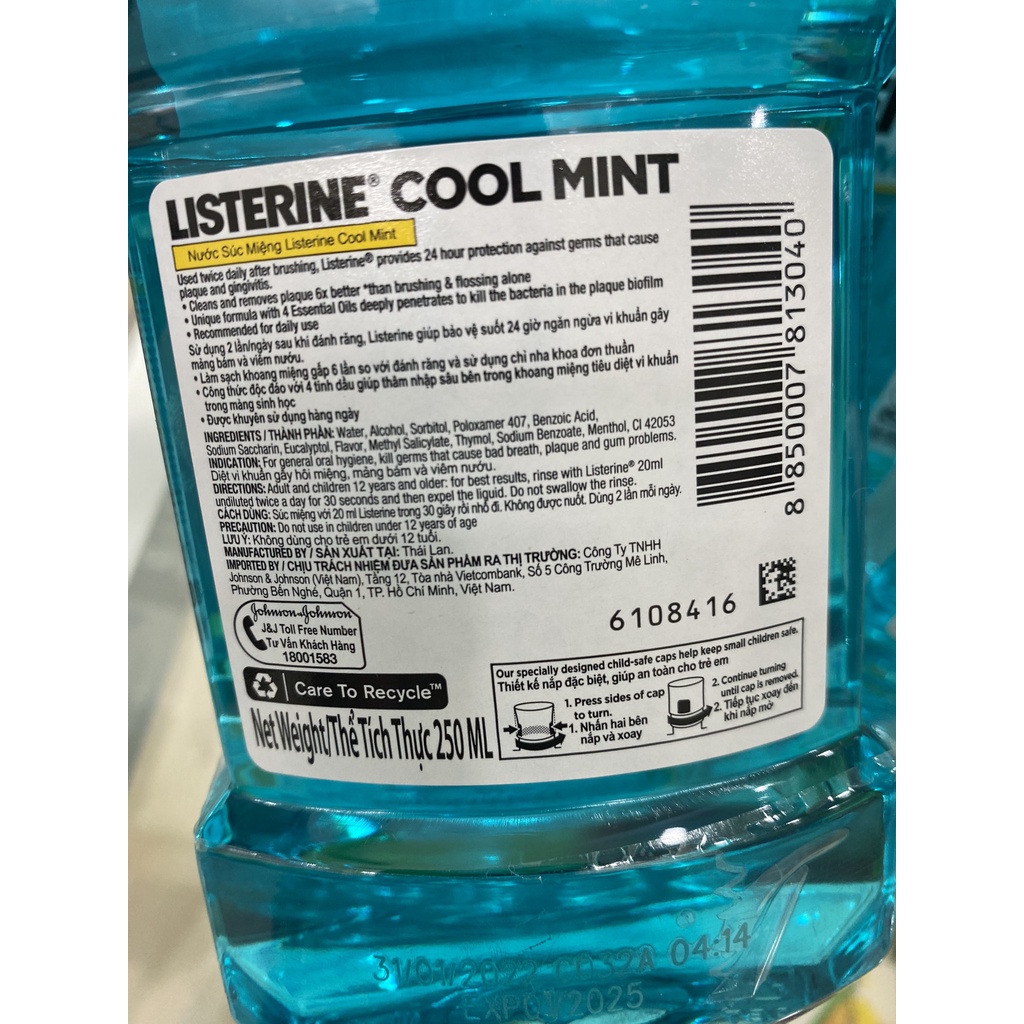 LISTERINE® COOL MINT
Nước Súc Miệng Listerine Cool Mint
Used twice daily after brushing, Listerine® provides 24 hour protection against germs that cause
plaque and gingivitis.
• Cleans and removes plaque 6x better *than brushing & flossing alone
• Unique formula with 4 Essential Oils deeply penetrates to kill the bacteria in the plaque biofilm
• Recommended for daily use
Sử dụng 2 lần/ngày sau khi đánh răng, Listerine giúp bảo vệ suốt 24 giờ ngăn ngừa vi khuẩn gây
mảng bám và viêm nướu.
• Làm sạch khoang miệng gấp 6 lần so với đánh răng và sử dụng chỉ nha khoa đơn thuần
• Công thức độc đáo với 4 tinh dầu giúp thâm nhập sâu bên trong khoang miệng tiêu diệt vi khuẩn
trong mảng sinh học
• Được khuyên sử dụng hàng ngày
INGREDIENTS / THÀNH PHẦN: Water, Alcohol, Sorbitol, Poloxamer 407, Benzoic Acid,
Sodium Saccharin, Eucalyptol, Flavor, Methyl Salicylate, Thymol, Sodium Benzoate, Menthol, CI 42053
INDICATION: For general oral hygiene, kill germs that cause bad breath, plaque and gum problems.
Diệt vi khuẩn gây hôi miệng, mảng bám và viêm nướu.
DIRECTIONS: Adult and children 12 years and older: for best results, rinse with Listerine® 20ml
undiluted twice a day for 30 seconds and then expel the liquid. Do not swallow the rinse.
CÁCH DÙNG: Súc miệng với 20 ml Listerine trong 30 giây rồi nhổ đi. Không được nuốt. Dùng 2 lần mỗi ngày.
PRECAUTION: Do not use in children under 12 years of age
LƯU Ý: Không dùng cho trẻ em dưới 12 tuổi.
MANUFACTURED BY / SẢN XUẤT TẠI: Thái Lan.
IMPORTED BY / CHỊU TRÁCH NHIỆM ĐƯA SẢN PHẨM RA THỊ TRƯỜNG: Công Ty TNHH
Johnson & Johnson (Việt Nam), Tầng 12, Tòa nhà Vietcombank, Số 5 Công Trường Mê Linh,
Phường Bến Nghé, Quận 1, TP. Hồ Chí Minh, Việt Nam.
8 850007 813040
6108416
Johnson & Johnson
J&J Toll Free Number
Tư Vấn Khách Hàng
18001583
Care To Recycle™
Net Weight/Thể Tích Thực 250 ML
Our specially designed child-safe caps help keep small children safe.
Thiết kế nắp đặc biệt, giúp an toàn cho trẻ em
1. Press sides of cap
to turn.
1. Nhấn hai bên
nắp và xoay
2. Continue turning
until cap is removed.
2. Tiếp tục xoay đến
khi nắp mở
31/01/2022 0032A 04:14
EXP01/2025